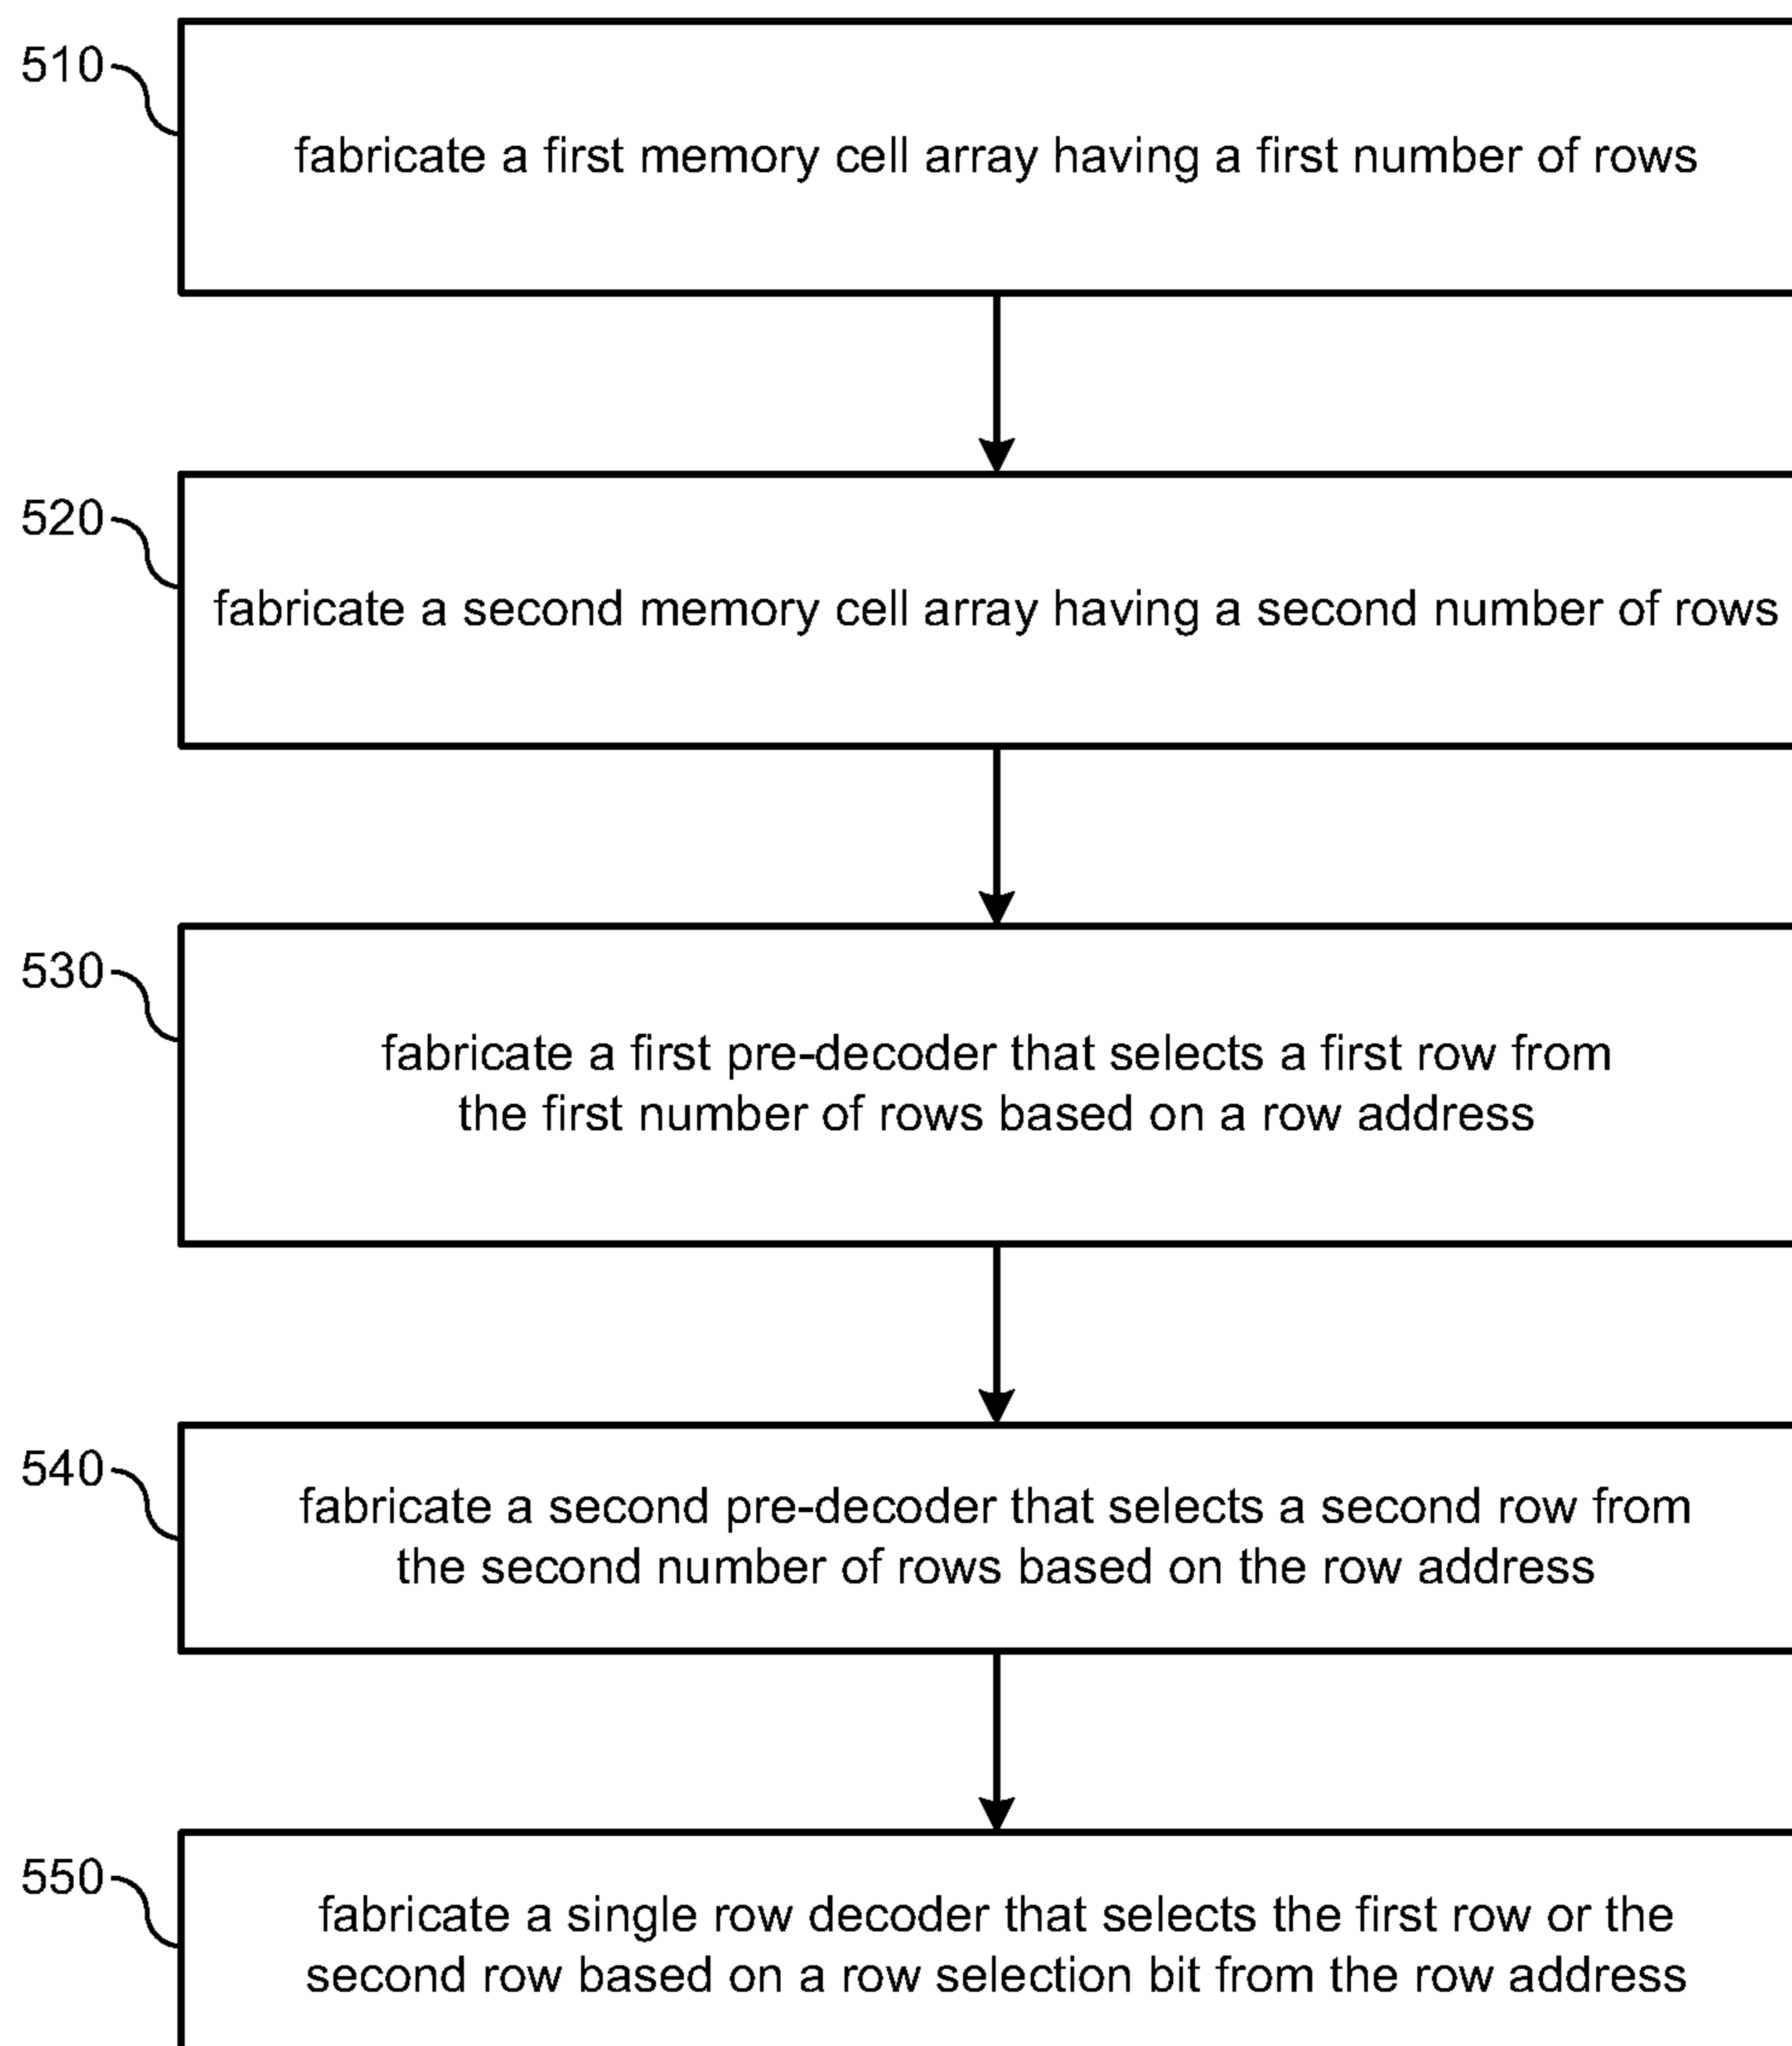 510
fabricate a first memory cell array having a first number of rows
520
fabricate a second memory cell array having a second number of rows
530
fabricate a first pre-decoder that selects a first row from
the first number of rows based on a row address
540
fabricate a second pre-decoder that selects a second row from
the second number of rows based on the row address
550
fabricate a single row decoder that selects the first row or the
second row based on a row selection bit from the row address